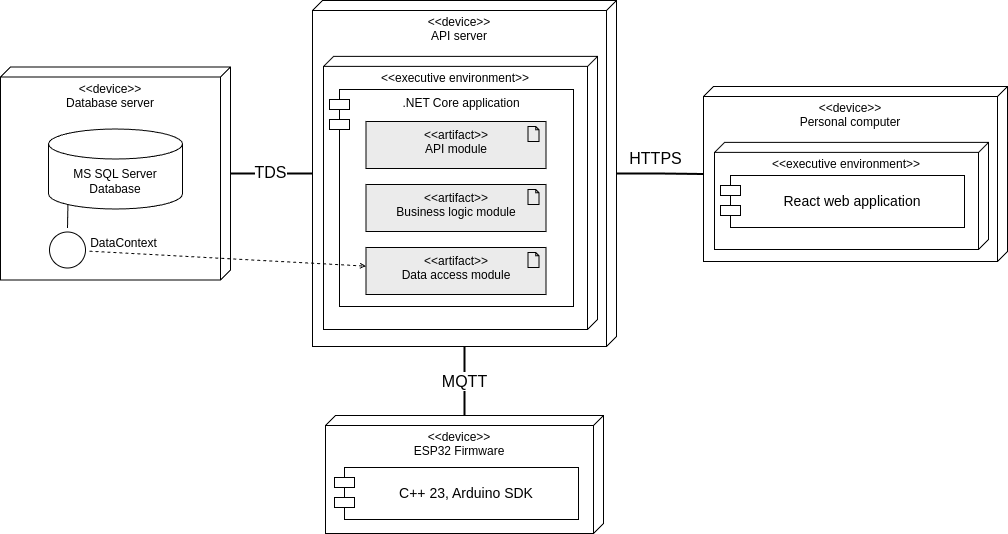 <<device>>
API server
<<executive environment>>
.NET Core application
<<artifact>>
API module
<<artifact>>
Business logic module
<<artifact>>
Data access module
<<device>>
Database server
MS SQL Server
Database
DataContext
TDS
HTTPS
<<device>>
Personal computer
<<executive environment>>
React web application
MQTT
<<device>>
ESP32 Firmware
C++ 23, Arduino SDK